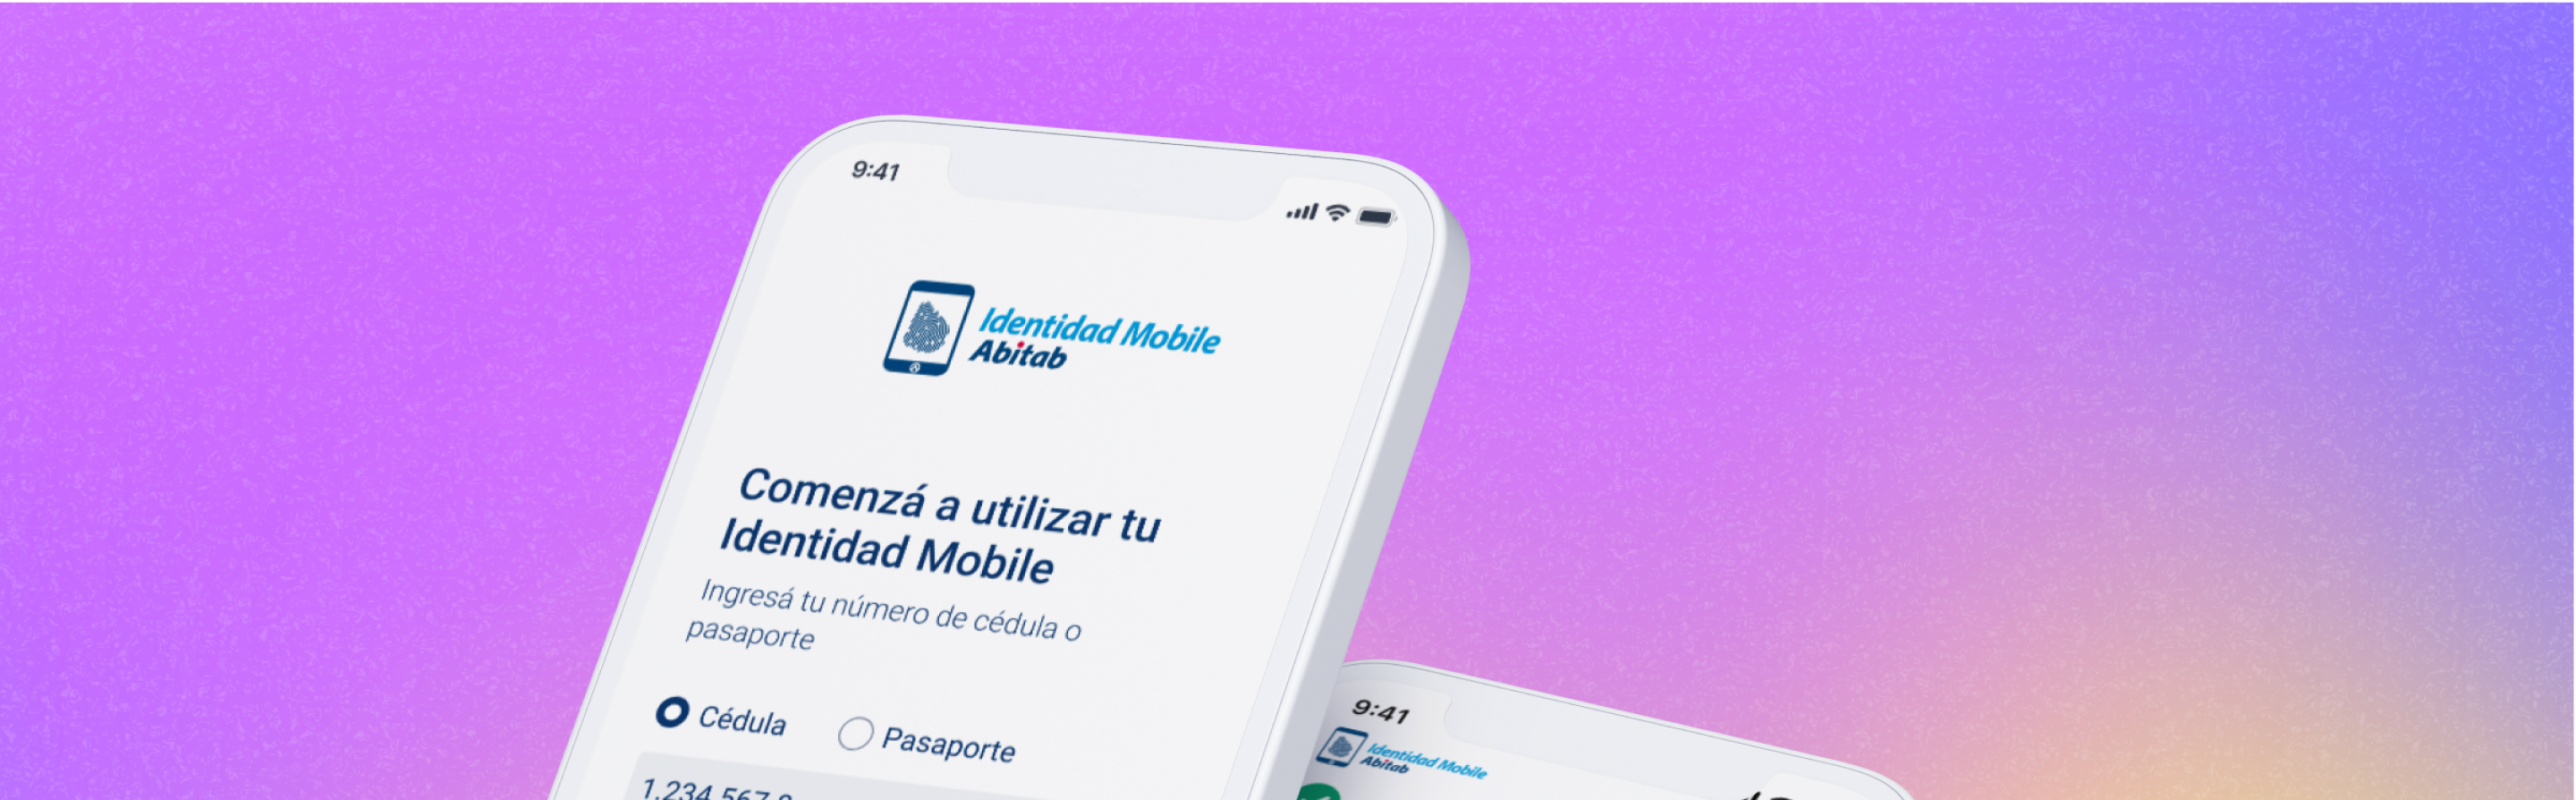 9:41
Identidad Mobile
Abitab
Comenzá a utilizar tu
Identidad Mobile
Ingresá tu número de cédula o
pasaporte
Cédula
Pasaporte
1.234.567
9:41
Identidad Mobile
Abitab